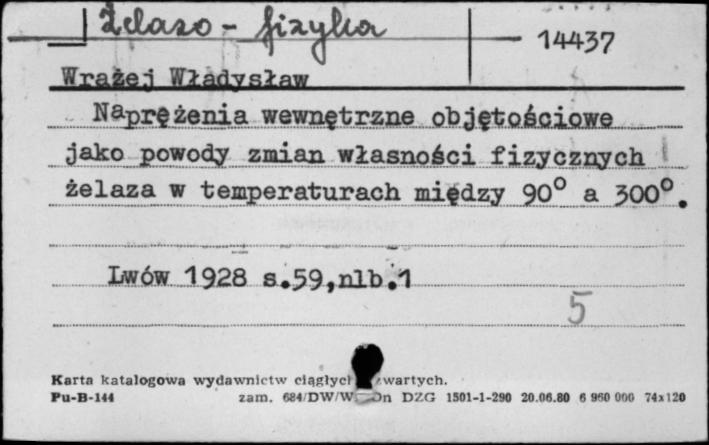 Żelazo - fizyka
14437
Wrażej Władysław
Naprężenia wewnętrzne objętościowe
jako powody zmian własności fizycznych
żelaza w temperaturach między 90° a 300°.
Lwów 1928 s.59,nlb.1
5
Karta katalogowa wydawnictw ciągłych zwartych.
Pu-B-144 zam. 684/DW/W DZG 1501-1-290 20.06.80 6 960 000 74x120